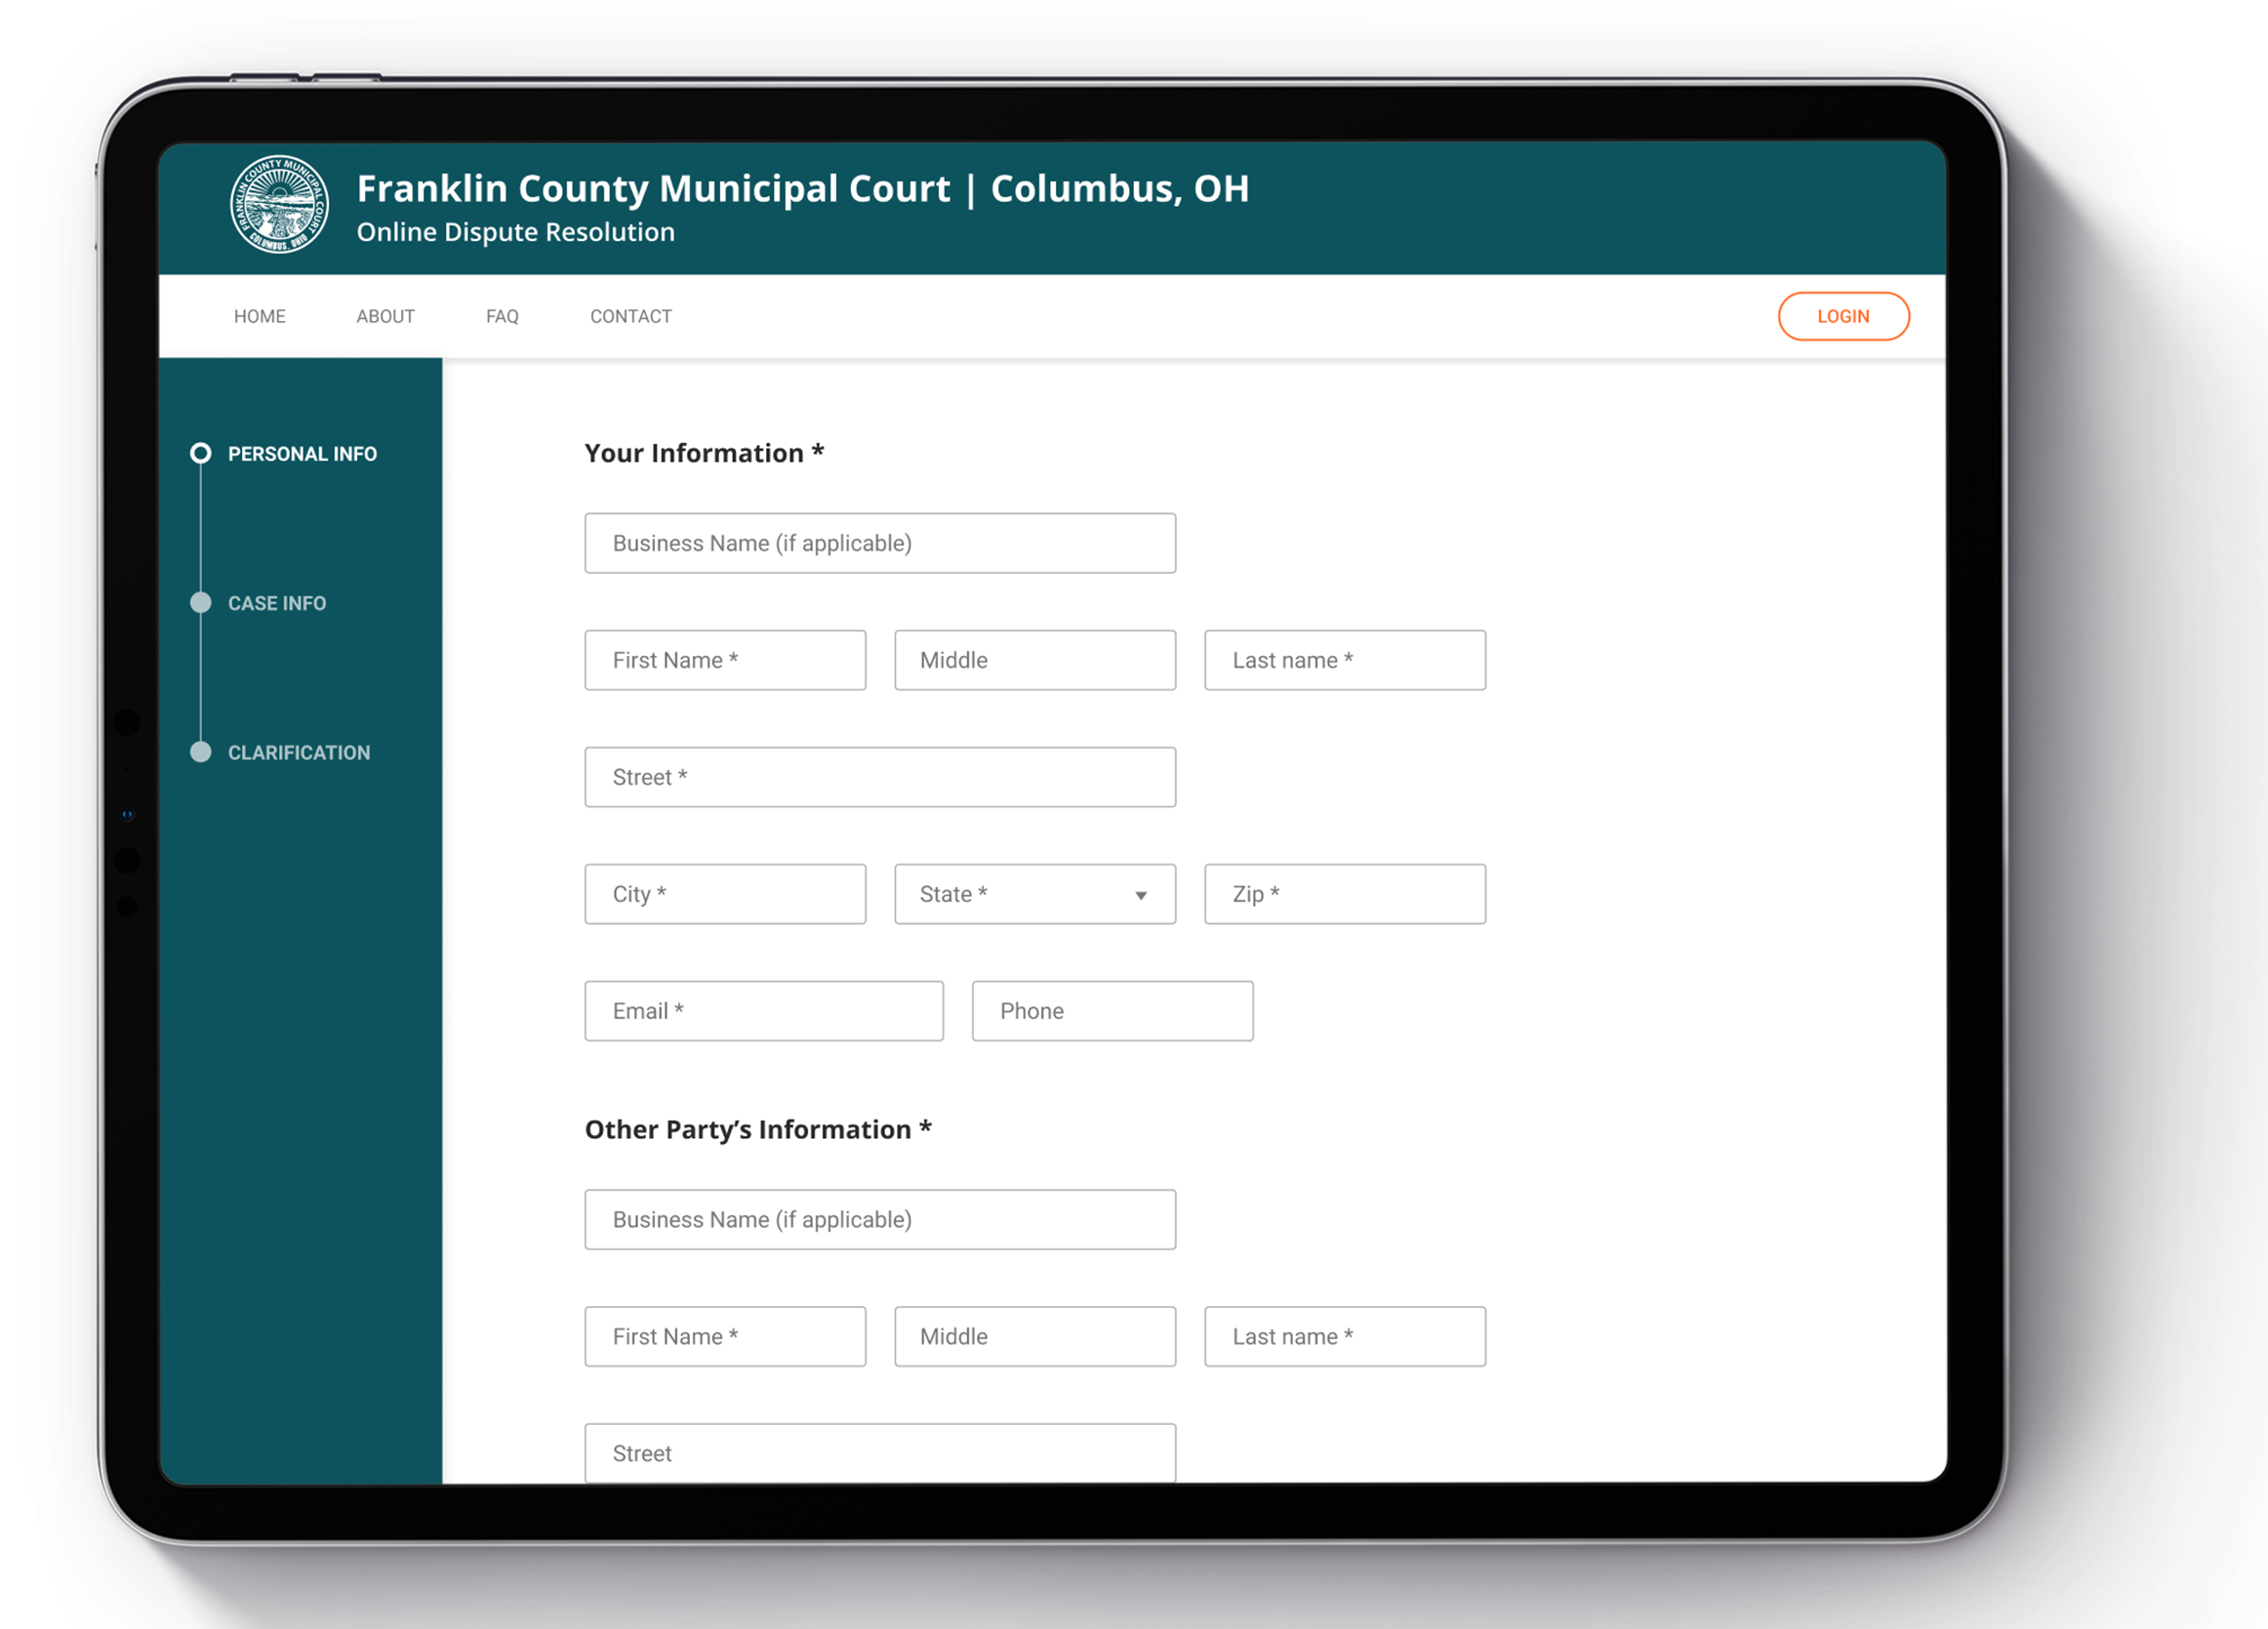 FRANKLIN COUNTY MUNICIPAL COURT
COLUMBUS, OHIO
Franklin County Municipal Court | Columbus, OH
Online Dispute Resolution
HOME ABOUT FAQ CONTACT LOGIN
PERSONAL INFO
CASE INFO
CLARIFICATION
Your Information *
Business Name (if applicable)
First Name * Middle Last name *
Street *
City * State * Zip *
Email * Phone
Other Party’s Information *
Business Name (if applicable)
First Name * Middle Last name *
Street